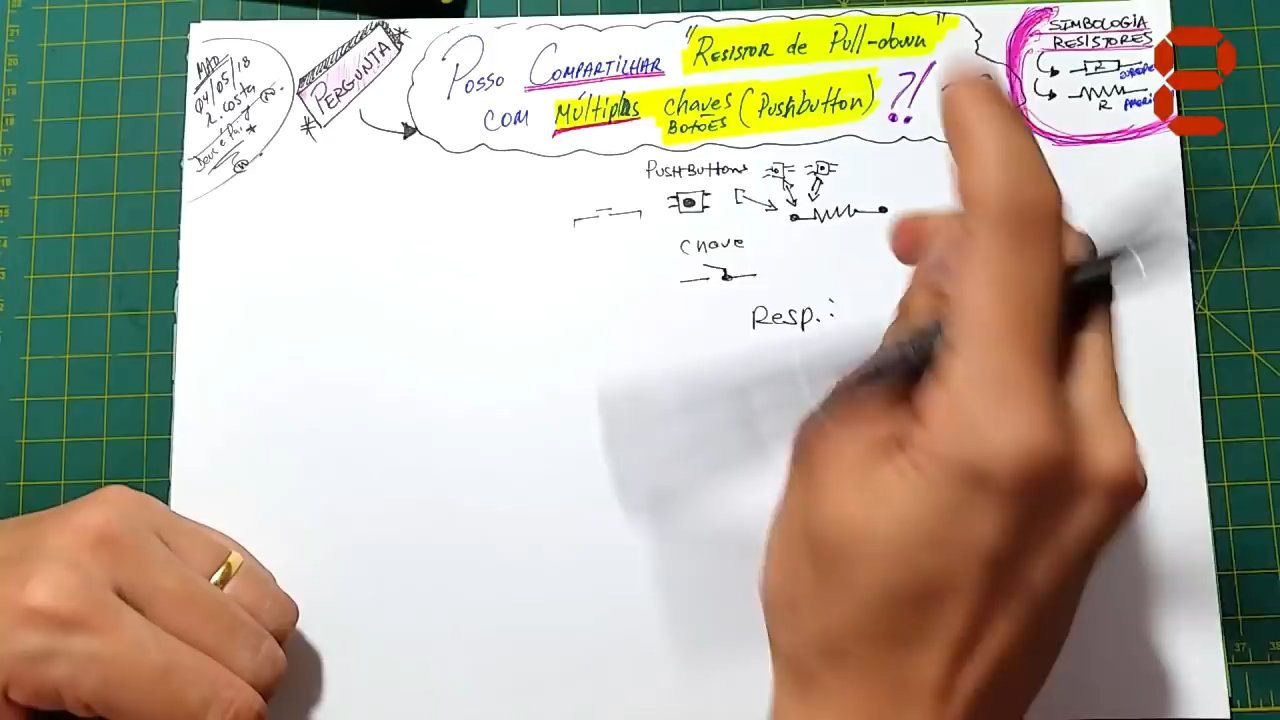 04/05/18
R. Costa
PERGUNTA
Posso COMPARTILHAR "RESISTOR de Pull-down"
com Múltiplas chaves (Pushbutton) ?!
BOTÕES
SIMBOLOGIA
RESISTORES
R
R
PUSHBUTTONS
chave
Resp.: